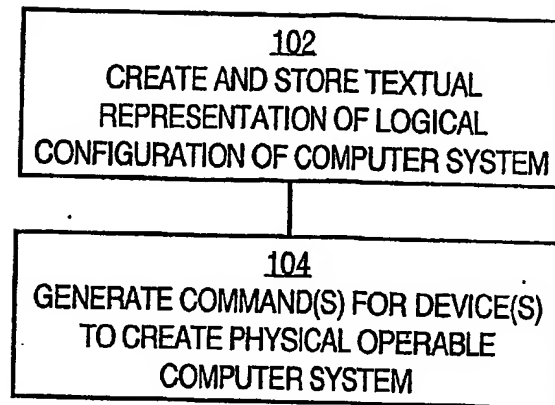 102
CREATE AND STORE TEXTUAL
REPRESENTATION OF LOGICAL
CONFIGURATION OF COMPUTER SYSTEM
104
GENERATE COMMAND(S) FOR DEVICE(S)
TO CREATE PHYSICAL OPERABLE
COMPUTER SYSTEM